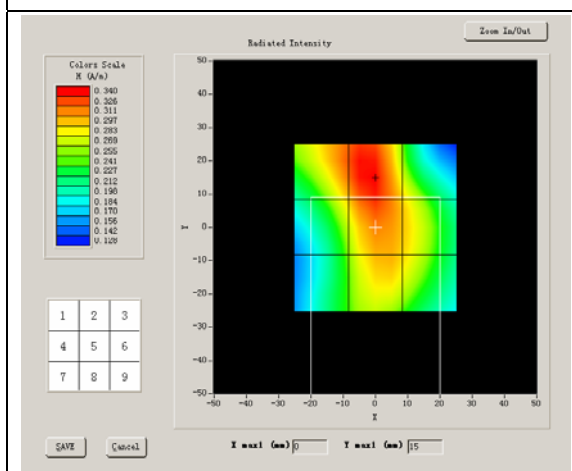 Zoom In/Out
Radiated Intensity
Colors Scale
H (A/m)
0.340
0.326
0.311
0.297
0.283
0.269
0.255
0.241
0.227
0.212
0.198
0.184
0.170
0.156
0.142
0.128
50
40
30
20
10
0
-10
-20
-30
-40
-50
Y
-50 -40 -30 -20 -10 0 10 20 30 40 50
X
1 2 3
4 5 6
7 8 9
SAVE
Cancel
X max1 (mm) 0
Y max1 (mm) 15